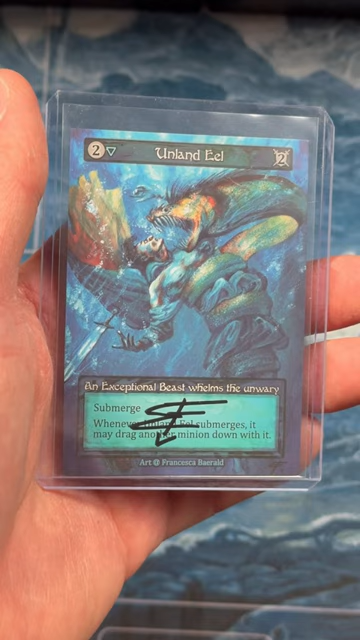 2 Unland Eel 2
An Exceptional Beast whelms the unwary
Submerge
Whenever Unland Eel submerges, it
may drag another minion down with it.
Art @ Francesca Baerald